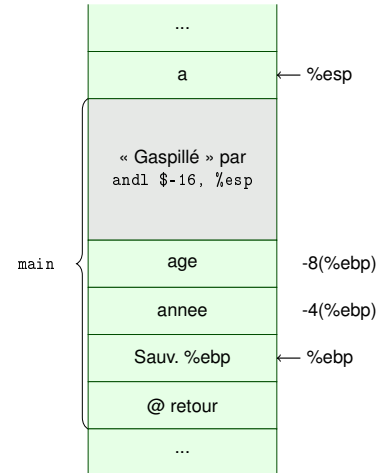 ...
a
%esp
« Gaspillé » par
andl $-16, %esp
main
age
-8(%ebp)
annee
-4(%ebp)
Sauv. %ebp
%ebp
@ retour
...